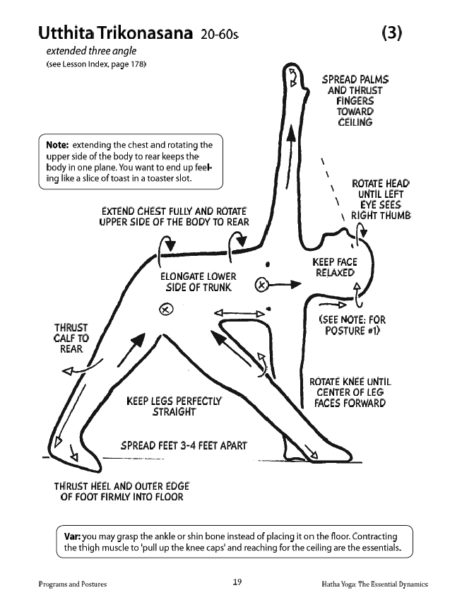 Utthita Trikonasana 20-60s (3)
extended three angle
(see Lesson Index, page 178)
SPREAD PALMS
AND THRUST
FINGERS
TOWARD
CEILING
Note: extending the chest and rotating the
upper side of the body to rear keeps the
body in one plane. You want to end up feel-
ing like a slice of toast in a toaster slot.
ROTATE HEAD
UNTIL LEFT
EYE SEES
RIGHT THUMB
EXTEND CHEST FULLY AND ROTATE
UPPER SIDE OF THE BODY TO REAR
KEEP FACE
RELAXED
ELONGATE LOWER
SIDE OF TRUNK
(SEE NOTE: FOR
POSTURE #1)
THRUST
CALF TO
REAR
ROTATE KNEE UNTIL
CENTER OF LEG
FACES FORWARD
KEEP LEGS PERFECTLY
STRAIGHT
SPREAD FEET 3-4 FEET APART
THRUST HEEL AND OUTER EDGE
OF FOOT FIRMLY INTO FLOOR
Var: you may grasp the ankle or shin bone instead of placing it on the floor. Contracting
the thigh muscle to 'pull up the knee caps' and reaching for the ceiling are the essentials.
Programs and Postures 19 Hatha Yoga: The Essential Dynamics